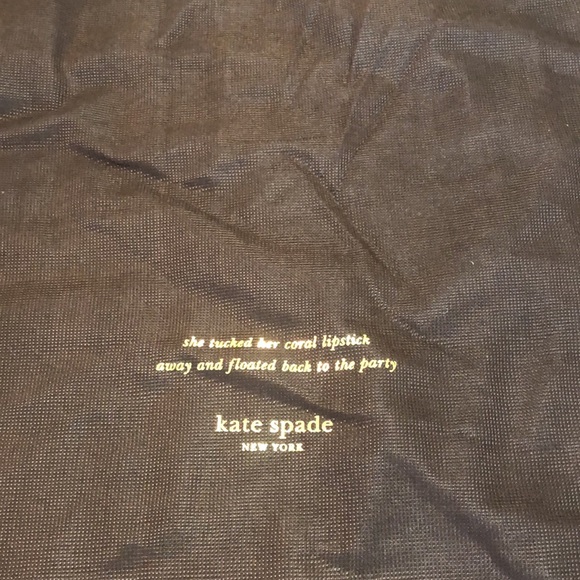 she tucked her coral lipstick
away and floated back to the party
kate spade
NEW YORK